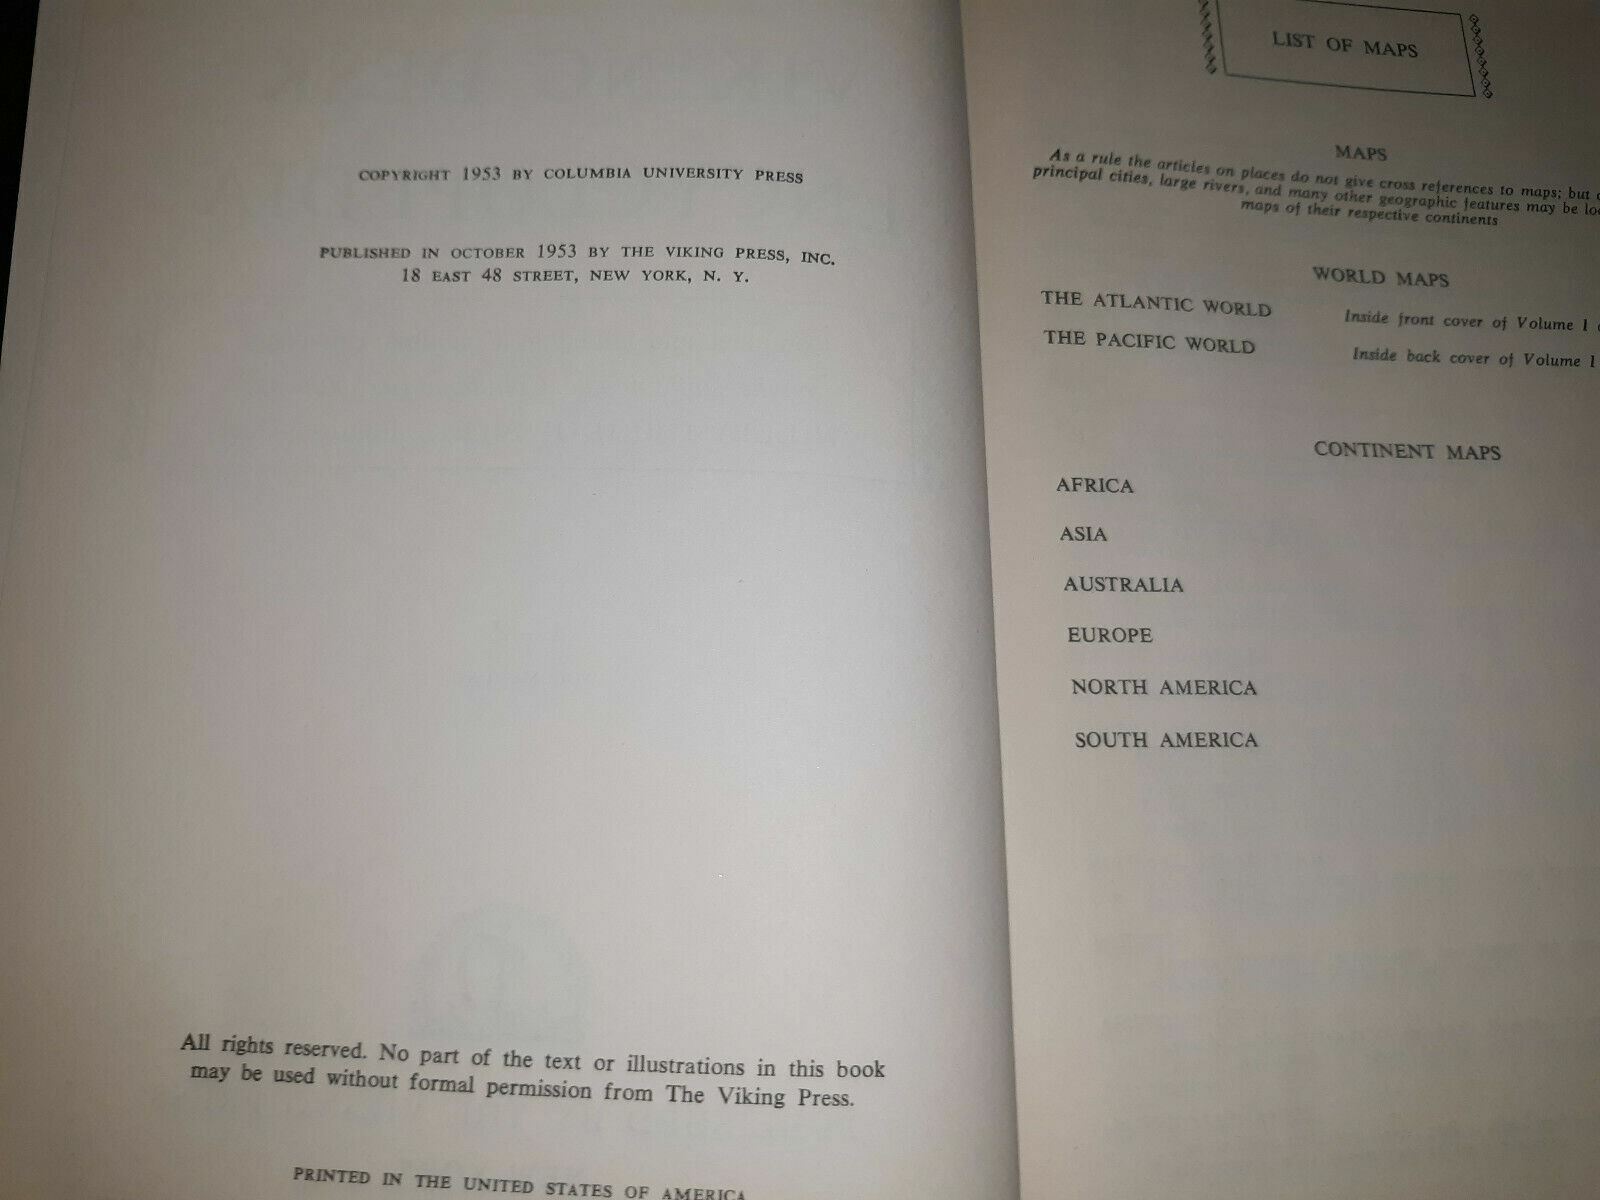 COPYRIGHT 1953 BY COLUMBIA UNIVERSITY PRESS
PUBLISHED IN OCTOBER 1953 BY THE VIKING PRESS, INC.
18 EAST 48 STREET, NEW YORK, N. Y.
All rights reserved. No part of the text or illustrations in this book
may be used without formal permission from The Viking Press.
PRINTED IN THE UNITED STATES OF AMERICA
LIST OF MAPS
MAPS
As a rule the articles on places do not give cross references to maps; but
principal cities, large rivers, and many other geographic features may be
maps of their respective continents
WORLD MAPS
THE ATLANTIC WORLD Inside front cover of Volume 1
THE PACIFIC WORLD Inside back cover of Volume 1
CONTINENT MAPS
AFRICA
ASIA
AUSTRALIA
EUROPE
NORTH AMERICA
SOUTH AMERICA